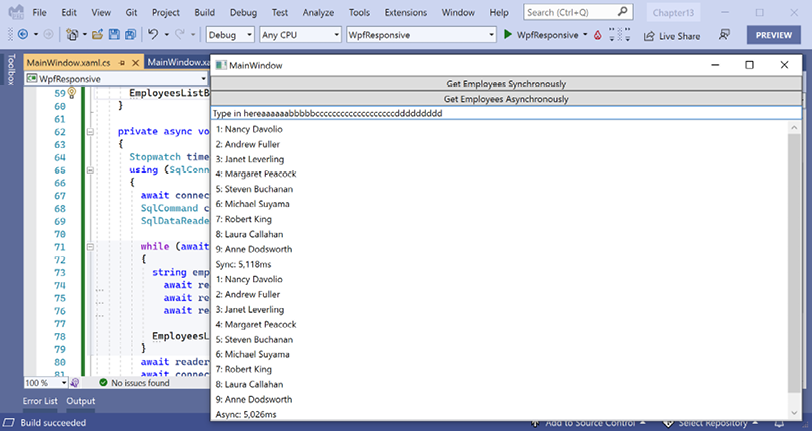 File Edit View Git Project Build Debug Test Analyze Tools Extensions Window Help Search (Ctrl+Q) Chapter13
Debug Any CPU WpfResponsive WpfResponsive Live Share PREVIEW
Toolbox
MainWindow.xaml.cs MainWindow.xa
WpfResponsive
59 EmployeesListB
60 }
61
62 private async vo
63 {
64 Stopwatch time
65 using (SqlConn
66 {
67 await connec
68 SqlCommand c
69 SqlDataReade
70
71 while (await
72 {
73 string emp
74 await re
75 await re
76 await re
77
78 EmployeesL
79 }
80 await reader
81 await connec
100 % No issues found
Error List Output
Build succeeded
Add to Source Control Select Repository
MainWindow
Get Employees Synchronously
Get Employees Asynchronously
1: Nancy Davolio
2: Andrew Fuller
3: Janet Leverling
4: Margaret Peacock
5: Steven Buchanan
6: Michael Suyama
7: Robert King
8: Laura Callahan
9: Anne Dodsworth
Sync: 5,118ms
1: Nancy Davolio
2: Andrew Fuller
3: Janet Leverling
4: Margaret Peacock
5: Steven Buchanan
6: Michael Suyama
7: Robert King
8: Laura Callahan
9: Anne Dodsworth
Async: 5,026ms